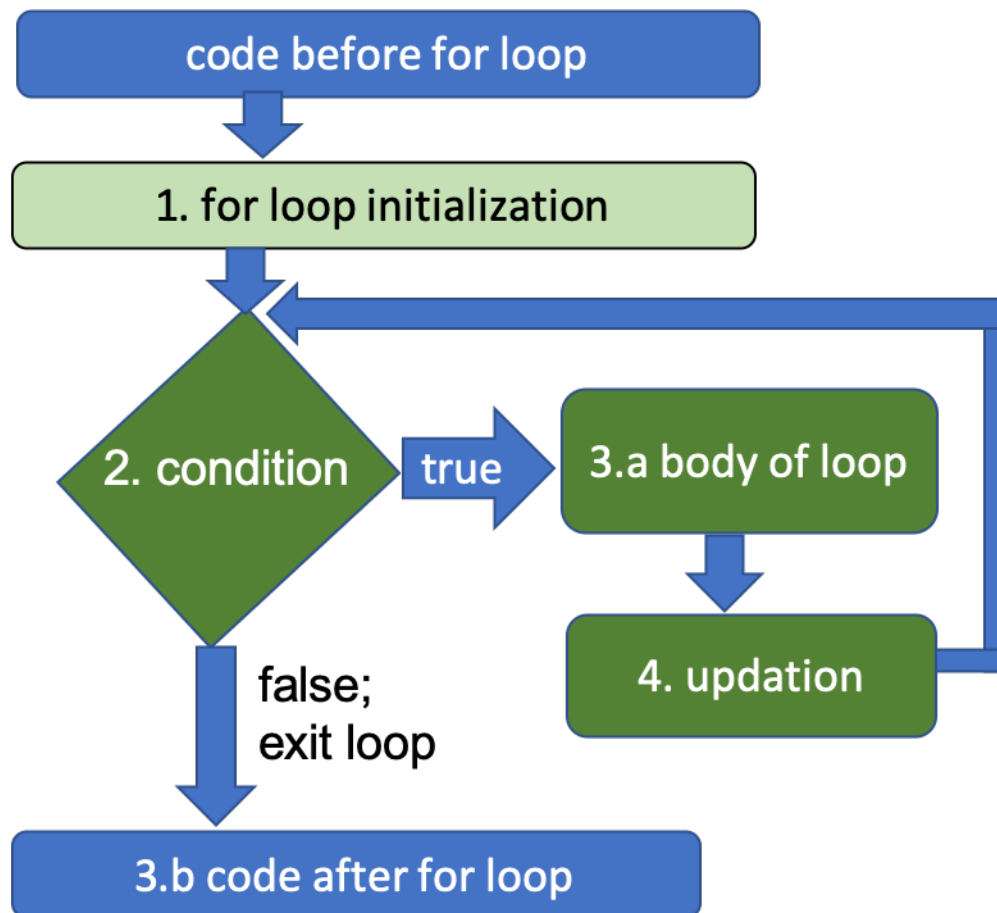 code before for loop
1. for loop initialization
2. condition
true
3.a body of loop
4. updation
false;
exit loop
3.b code after for loop